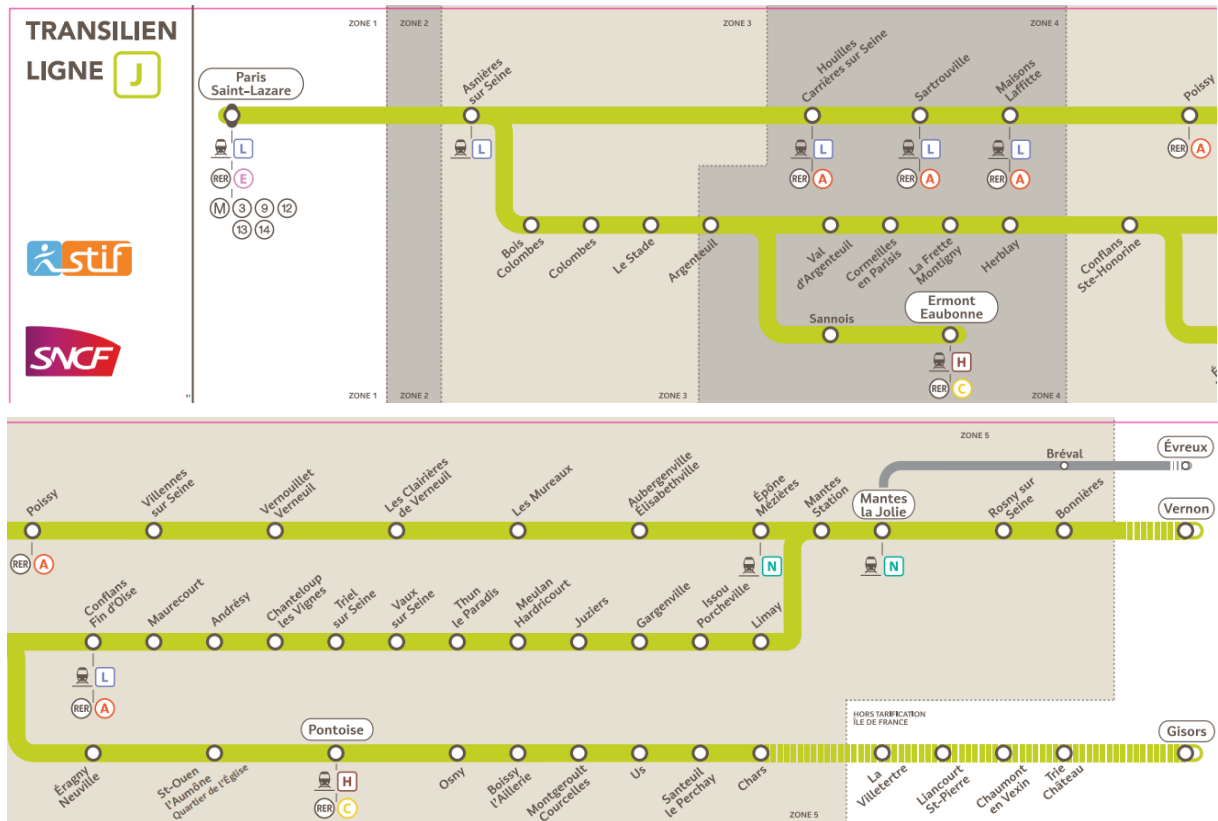 TRANSILIEN
LIGNE J
ZONE 1
ZONE 2
ZONE 3
ZONE 4
Paris
Saint-Lazare
Asnières
sur Seine
Houilles
Carrières sur Seine
Sartrouville
Maisons
Laffitte
Poissy
L
L
L
L
L
RER A
RER E
RER A
RER A
RER A
M 3 9 12
13 14
Bois
Colombes
Colombes
Le Stade
Argenteuil
Val
d'Argenteuil
Cormeilles
en Parisis
La Frette
Montigny
Herblay
Conflans
Ste-Honorine
stif
Sannois
Ermont
Eaubonne
H
RER C
SNCF
ZONE 1
ZONE 2
ZONE 3
ZONE 4
ZONE 5
Bréval
Évreux
Poissy
Villennes
sur Seine
Vernouillet
Verneuil
Les Clairières
de Verneuil
Les Mureaux
Aubergenville
Élisabethville
Épône
Mézières
Mantes
Station
Mantes
la Jolie
Rosny sur
Seine
Bonnières
Vernon
RER A
N
N
Conflans
Fin d'Oise
Maurecourt
Andrésy
Chanteloup
les Vignes
Triel
sur Seine
Vaux
sur Seine
Thun
le Paradis
Meulan
Hardricourt
Juziers
Gargenville
Issou
Porcheville
Limay
L
RER A
HORS TARIFICATION
ÎLE DE FRANCE
Pontoise
Gisors
Éragny
Neuville
St-Ouen
l'Aumône
Quartier de l'Église
H
RER C
Osny
Boissy
l'Aillerie
Montgeroult
Courcelles
Us
Santeuil
le Perchay
Chars
La
Villetertre
Liancourt
St-Pierre
Chaumont
en Vexin
Trie
Château
ZONE 5